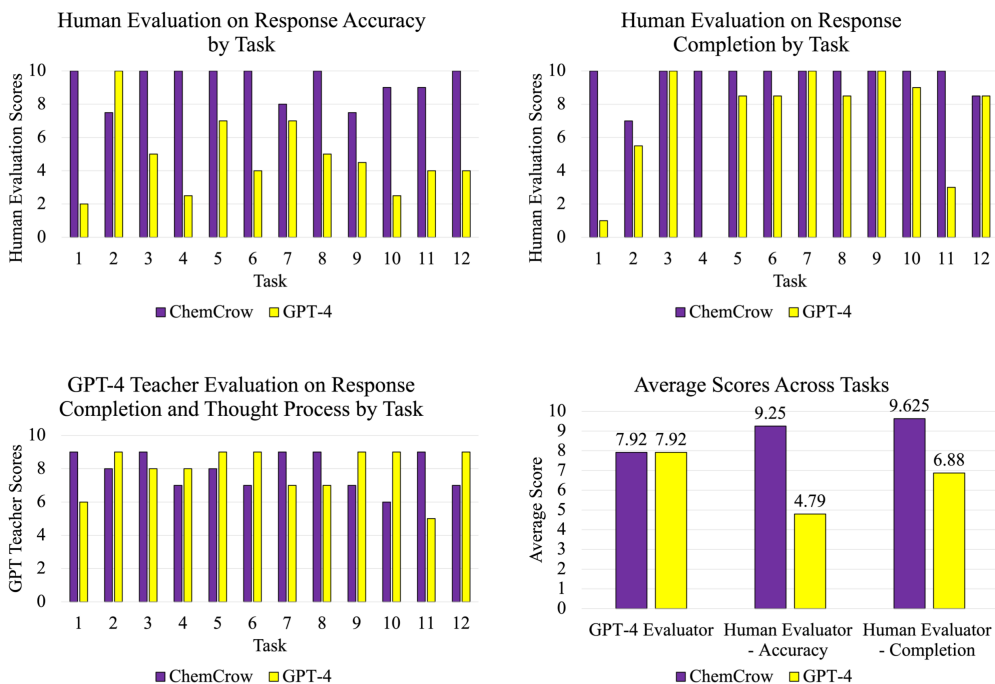 Human Evaluation on Response Accuracy
by Task
Human Evaluation Scores
10
8
6
4
2
0
1 2 3 4 5 6 7 8 9 10 11 12
Task
ChemCrow GPT-4
Human Evaluation on Response
Completion by Task
Human Evaluation Scores
10
8
6
4
2
0
1 2 3 4 5 6 7 8 9 10 11 12
Task
ChemCrow GPT-4
GPT-4 Teacher Evaluation on Response
Completion and Thought Process by Task
GPT Teacher Scores
10
8
6
4
2
0
1 2 3 4 5 6 7 8 9 10 11 12
Task
ChemCrow GPT-4
Average Scores Across Tasks
Average Score
10
9
8
7
6
5
4
3
2
1
0
7.92 7.92
9.25
4.79
9.625
6.88
GPT-4 Evaluator
Human Evaluator
- Accuracy
Human Evaluator
- Completion
ChemCrow GPT-4